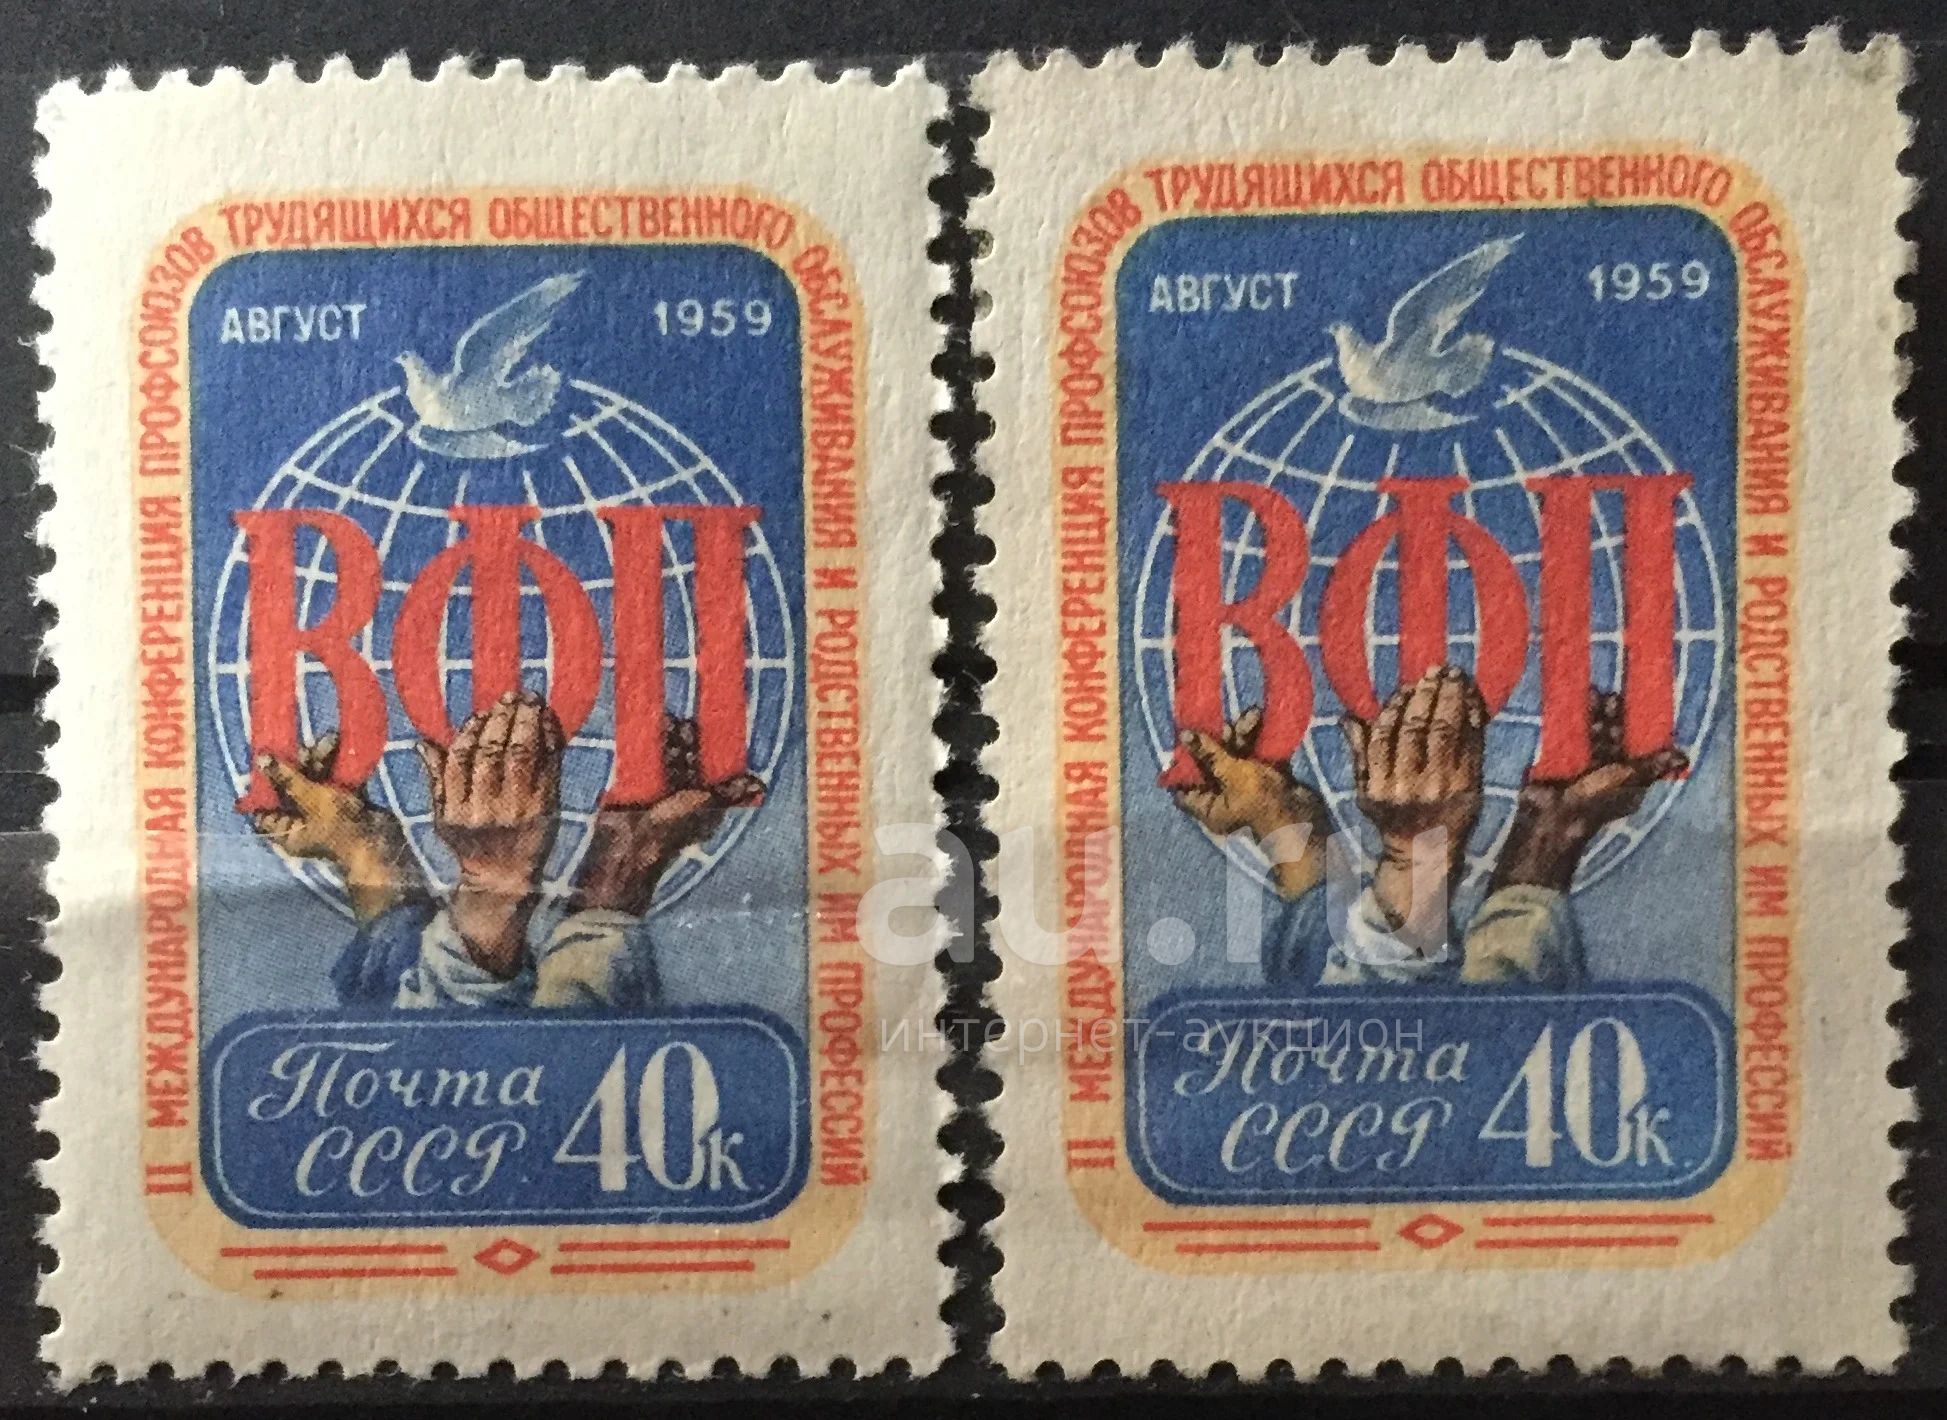 II МЕЖДУНАРОДНАЯ КОНФЕРЕНЦИЯ ПРОФСОЮЗОВ ТРУДЯЩИХСЯ ОБЩЕСТВЕННОГО ОБСЛУЖИВАНИЯ И РОДСТВЕННЫХ ИМ ПРОФЕССИЙ
АВГУСТ 1959
ВФП
Почта
СССР 40к.
II МЕЖДУНАРОДНАЯ КОНФЕРЕНЦИЯ ПРОФСОЮЗОВ ТРУДЯЩИХСЯ ОБЩЕСТВЕННОГО ОБСЛУЖИВАНИЯ И РОДСТВЕННЫХ ИМ ПРОФЕССИЙ
АВГУСТ 1959
ВФП
Почта
СССР 40к.
au.ru
интернет-аукцион